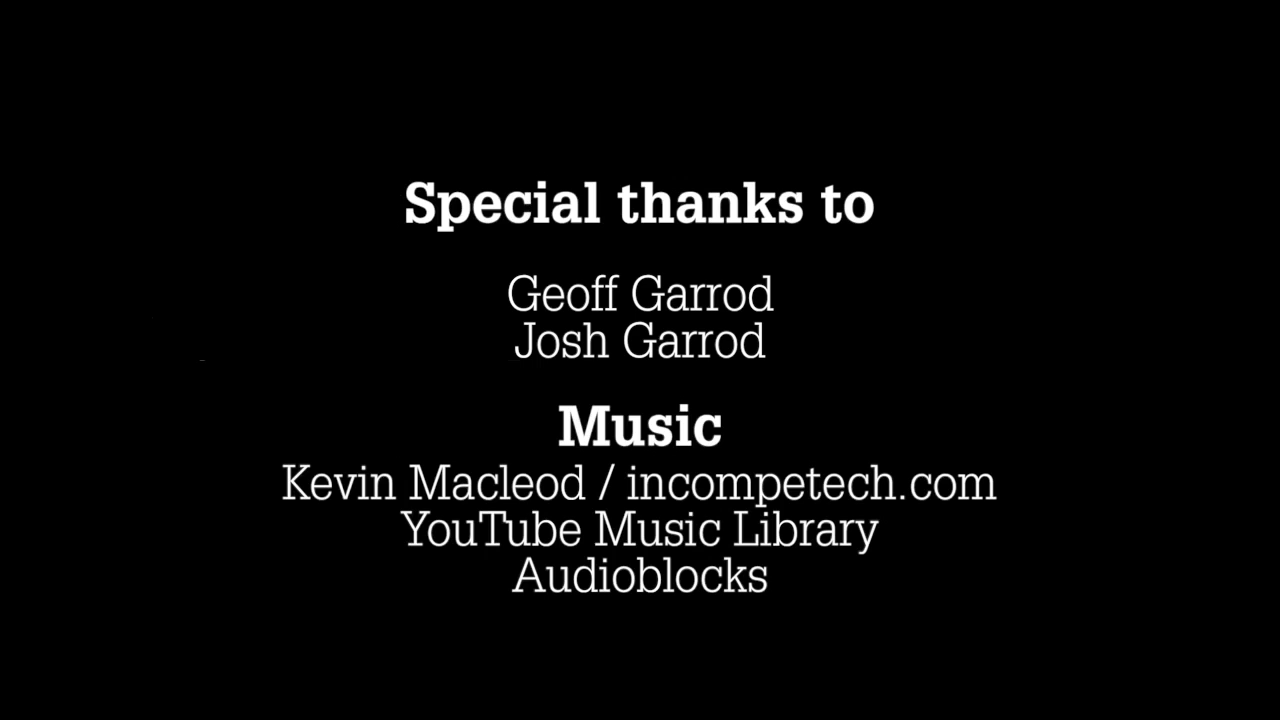 Special thanks to
Geoff Garrod
Josh Garrod
Music
Kevin Macleod / incompetech.com
YouTube Music Library
Audioblocks